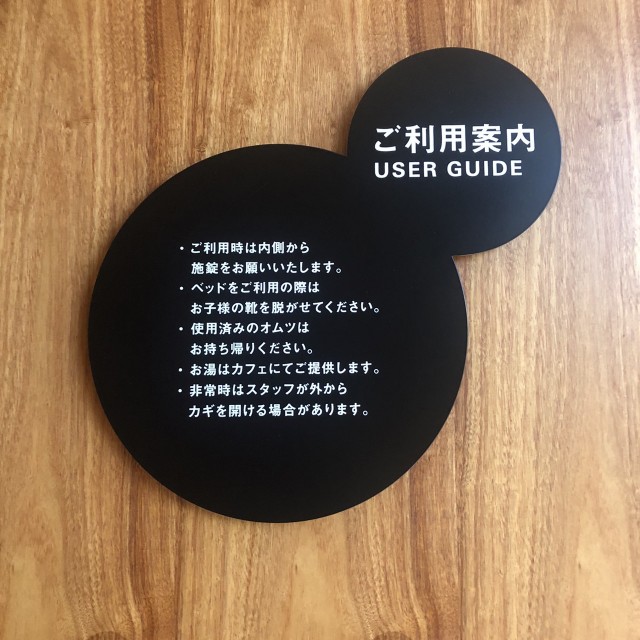 ご利用案内
USER GUIDE
・ご利用時は内側から
施錠をお願いいたします。
・ベッドをご利用の際は
お子様の靴を脱がせてください。
・使用済みのオムツは
お持ち帰りください。
・お湯はカフェにてご提供します。
・非常時はスタッフが外から
カギを開ける場合があります。